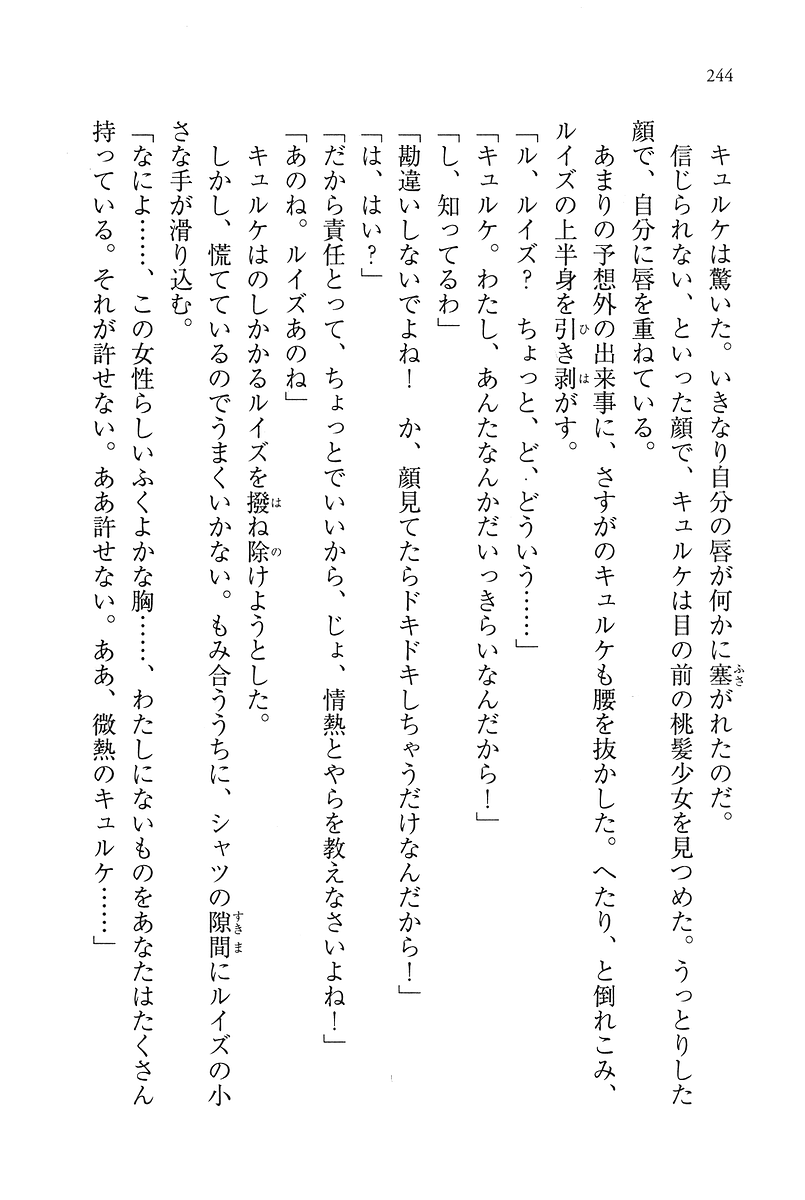 244
キュルケは驚いた。いきなり自分の唇が何かに塞がれたのだ。
信じられない、といった顔で、キュルケは目の前の桃髪少女を見つめた。うっとりした
顔で、自分に唇を重ねている。
あまりの予想外の出来事に、さすがのキュルケも腰を抜かした。へたり、と倒れこみ、
ルイズの上半身を引き剥がす。
「ル、ルイズ？　ちょっと、ど、どういう……」
「キュルケ。わたし、あんたなんかだいっきらいなんだから！」
「し、知ってるわ」
「勘違いしないでよね！　か、顔見てたらドキドキしちゃうだけなんだから！」
「は、はい？」
「だから責任とって、ちょっとでいいから、じょ、情熱とやらを教えなさいよね！」
「あのね。ルイズあのね」
キュルケはのしかかるルイズを撥ね除けようとした。
しかし、慌てているのでうまくいかない。もみ合ううちに、シャツの隙間にルイズの小
さな手が滑り込む。
「なによ……、この女性らしいふくよかな胸……、わたしにないものをあなたはたくさん
持っている。それが許せない。ああ許せない。ああ、微熱のキュルケ……」